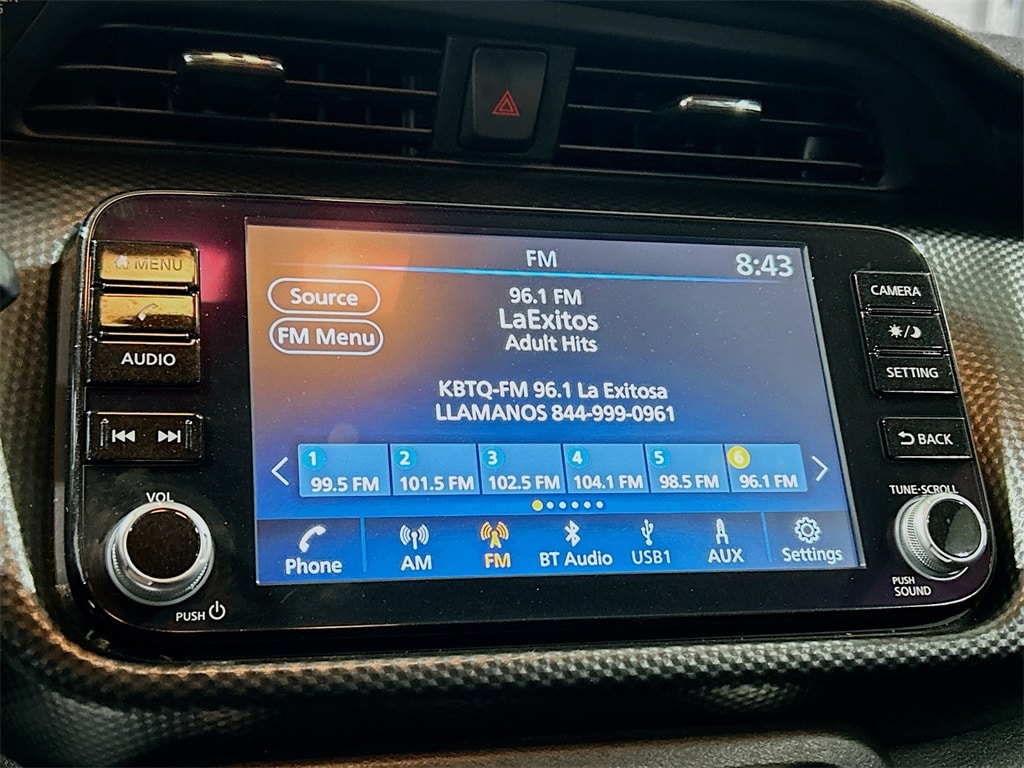 MENU
AUDIO
VOL
PUSH
FM
8:43
Source
96.1 FM
LaExitos
FM Menu
Adult Hits
KBTQ-FM 96.1 La Exitosa
LLAMANOS 844-999-0961
1 2 3 4 5 6
99.5 FM 101.5 FM 102.5 FM 104.1 FM 98.5 FM 96.1 FM
Phone AM FM BT Audio USB1 AUX Settings
CAMERA
SETTING
BACK
TUNE-SCROLL
PUSH
SOUND